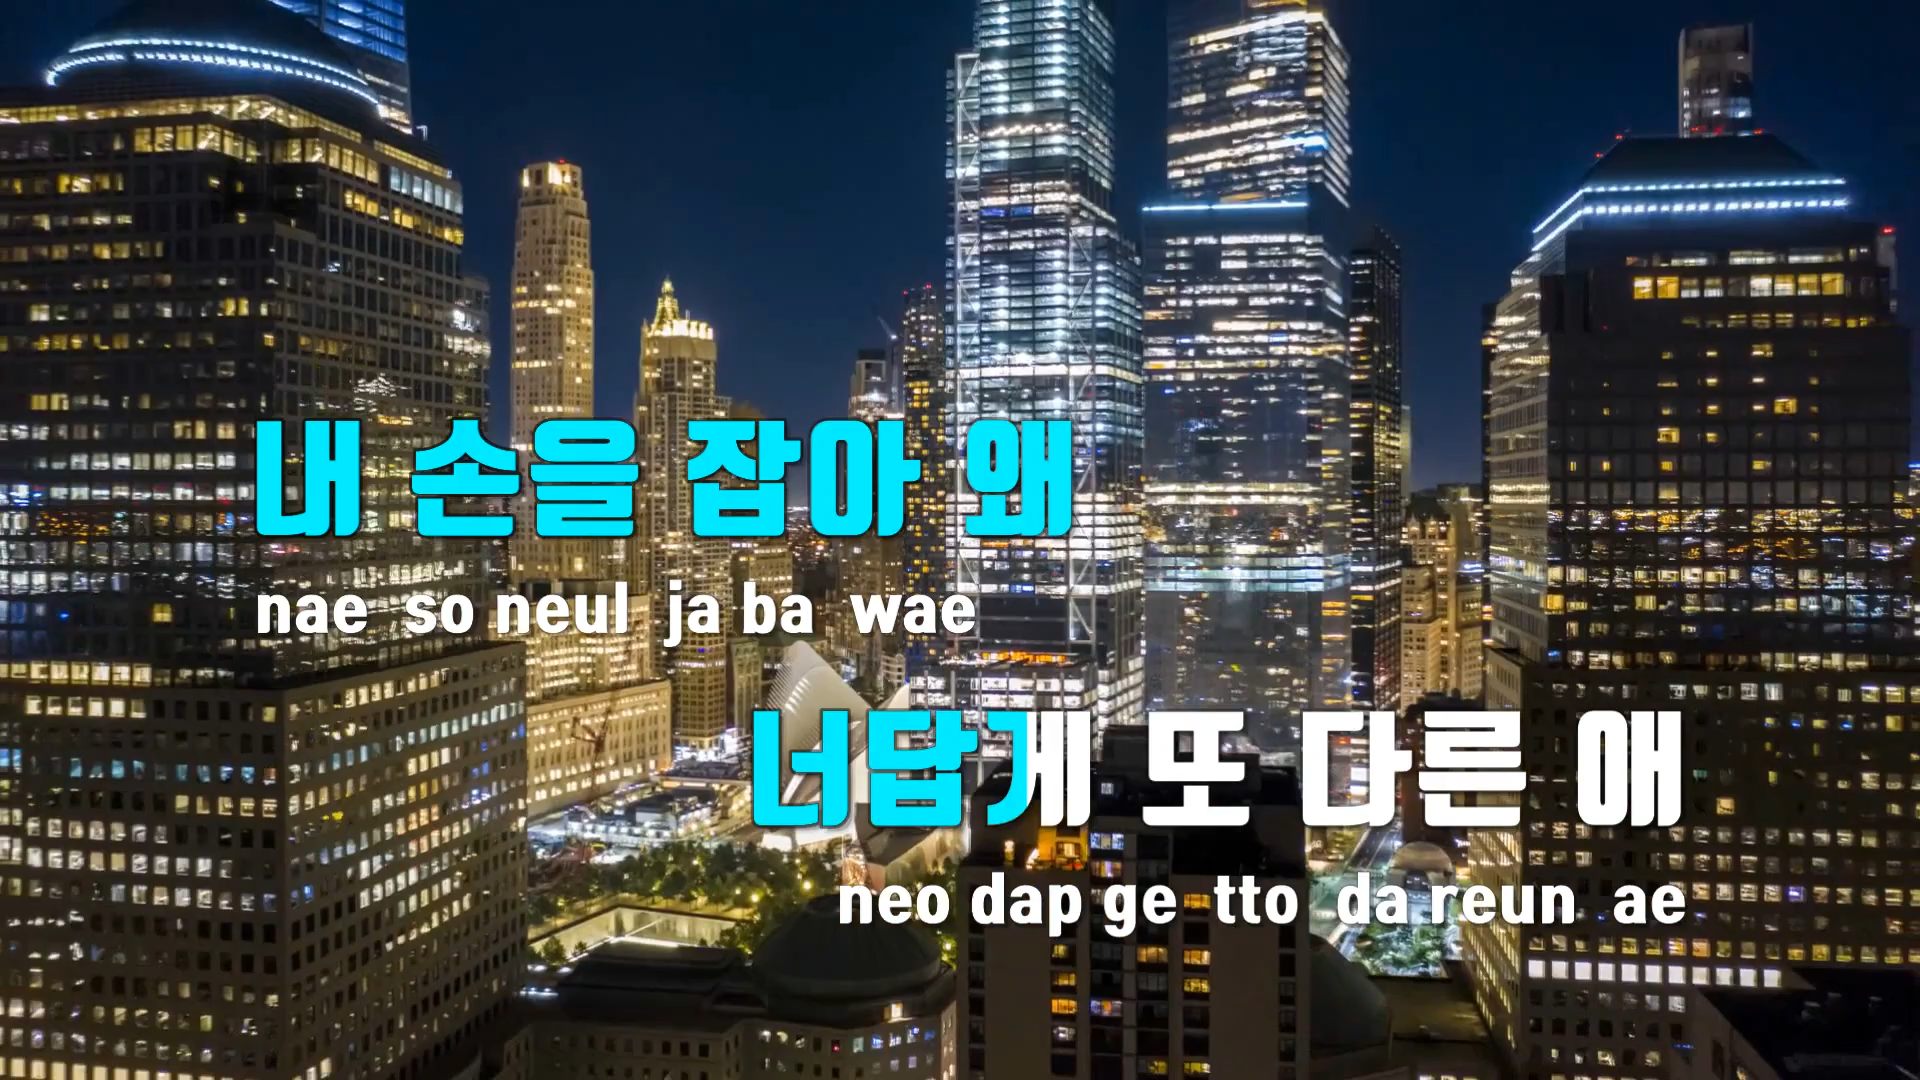 내 손을 잡아 왜
nae so neul ja ba wae
너답게 또 다른 애
neo dap ge tto da reun ae